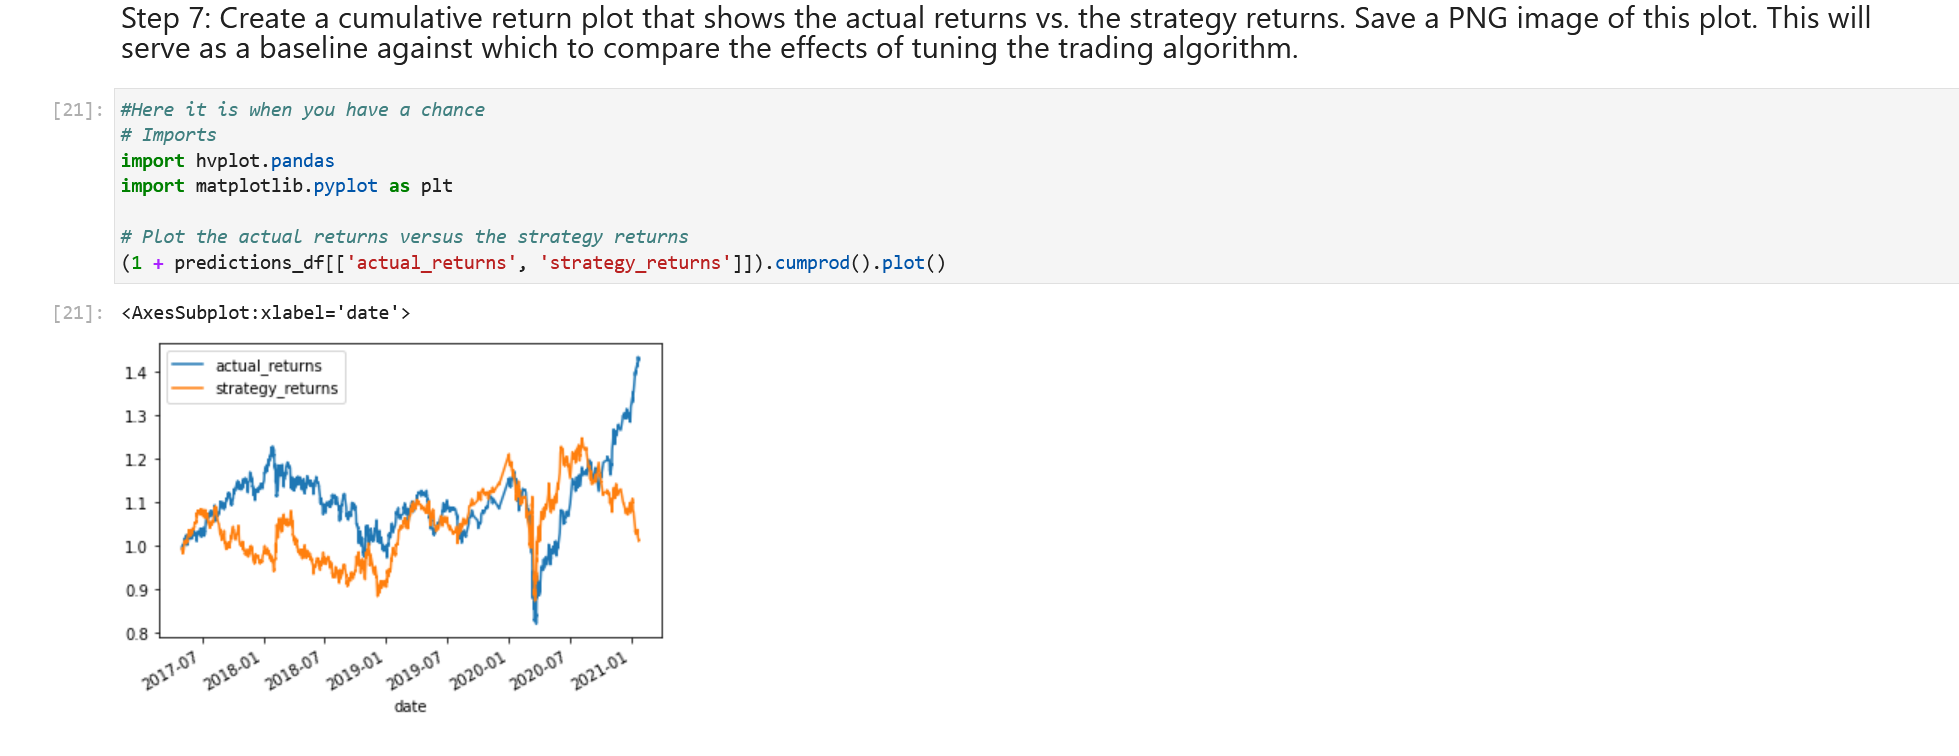 Step 7: Create a cumulative return plot that shows the actual returns vs. the strategy returns. Save a PNG image of this plot. This will
serve as a baseline against which to compare the effects of tuning the trading algorithm.
[21]: #Here it is when you have a chance
# Imports
import hvplot.pandas
import matplotlib.pyplot as plt
# Plot the actual returns versus the strategy returns
(1 + predictions_df[['actual_returns', 'strategy_returns']]).cumprod().plot()
[21]: <AxesSubplot:xlabel='date'>
actual_returns
strategy_returns
1.4
1.3
1.2
1.1
1.0
0.9
0.8
2017-07 2018-01 2018-07 2019-01 2019-07 2020-01 2020-07 2021-01
date